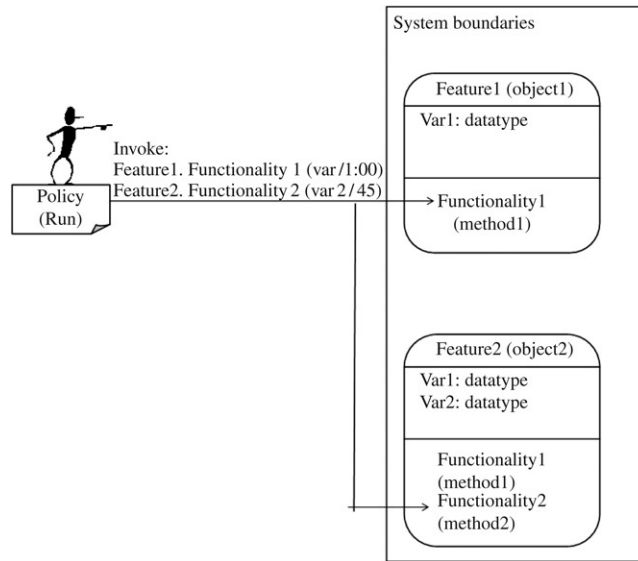 System boundaries
Feature1 (object1)
Var1: datatype
Functionality1
(method1)
Invoke:
Feature1. Functionality 1 (var/1:00)
Feature2. Functionality 2 (var 2/45)
Policy
(Run)
Feature2 (object2)
Var1: datatype
Var2: datatype
Functionality1
(method1)
Functionality2
(method2)